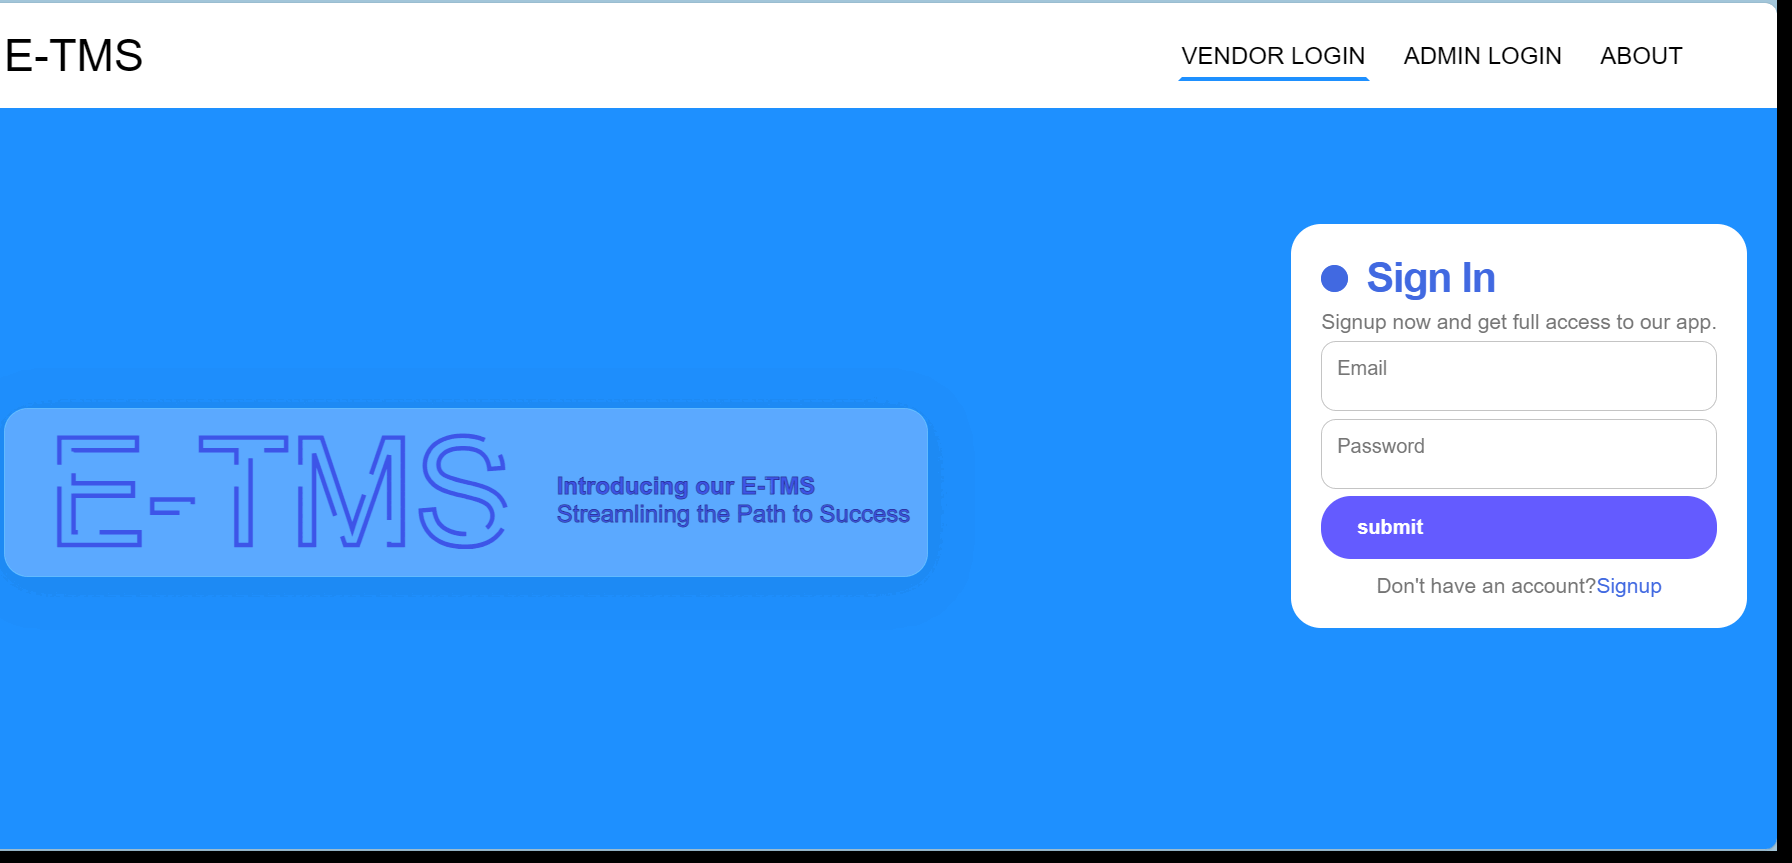 E-TMS
VENDOR LOGIN ADMIN LOGIN ABOUT
E-TMS
Introducing our E-TMS
Streamlining the Path to Success
Sign In
Signup now and get full access to our app.
Email
Password
submit
Don't have an account?Signup